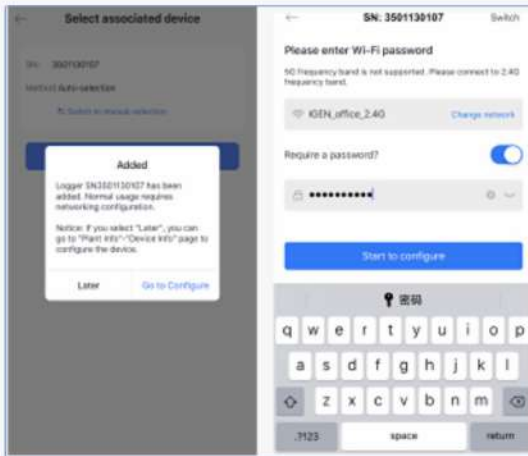 Select associated device
SN: 3501130107
Method: Auto-selection
Switch to manual selection
Added
Logger SN3501130107 has been
added. Normal usage requires
networking configuration.
Notice: If you select "Later", you can
go to "Plant Info"-"Device Info" page to
configure the device.
Later
Go to Configure
SN: 3501130107
Switch
Please enter Wi-Fi password
5G frequency band is not supported. Please connect to 2.4G
frequency band.
IGEN_office_2.4G
Change network
Require a password?
••••••••••
Start to configure
密码
q w e r t y u i o p
a s d f g h j k l
z x c v b n m
.?123
space
return